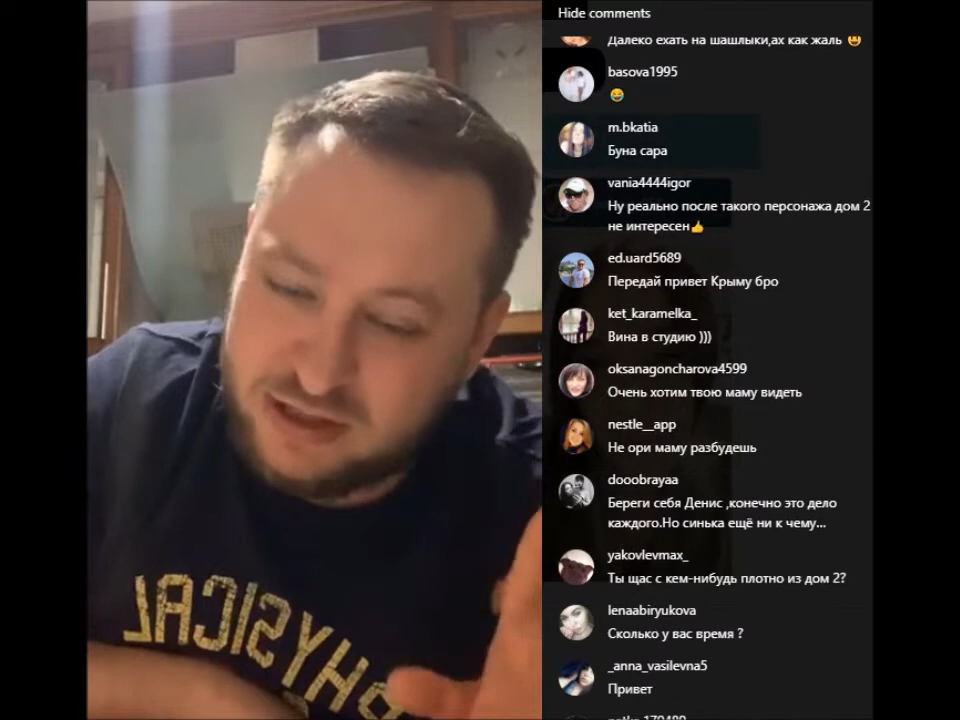 Hide comments
Далеко ехать на шашлыки,ах как жаль
basova1995
m.bkatia
Буна сара
vania4444igor
Ну реально после такого персонажа дом 2
не интересен
ed.uard5689
Передай привет Крыму бро
ket_karamelka_
Вина в студию )))
oksanagoncharova4599
Очень хотим твою маму видеть
nestle__app
Не ори маму разбудешь
dooobrayaa
Береги себя Денис ,конечно это дело
каждого.Но синька ещё ни к чему...
yakovlevmax_
Ты щас с кем-нибудь плотно из дом 2?
lenaabiryukova
Сколько у вас время ?
_anna_vasilevna5
Привет
PHYSICAL